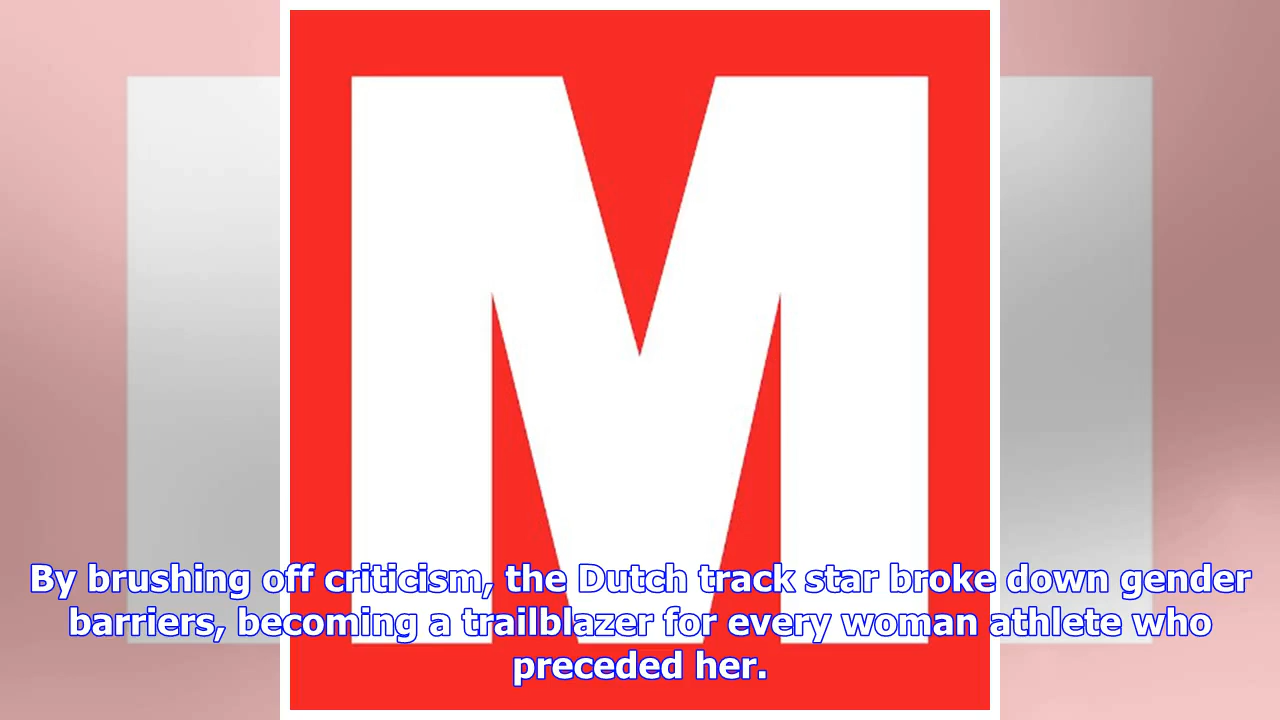 M
By brushing off criticism, the Dutch track star broke down gender
barriers, becoming a trailblazer for every woman athlete who
preceded her.